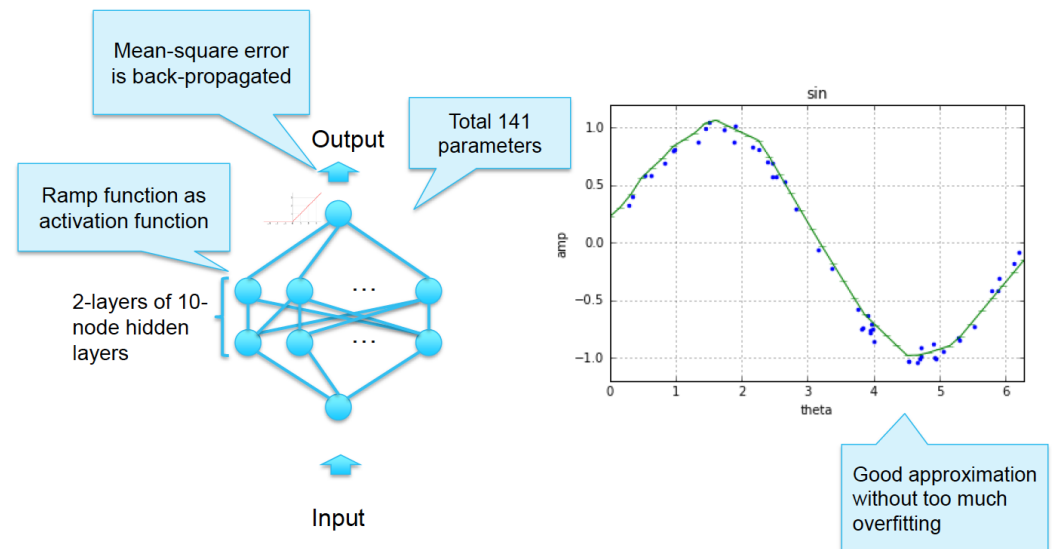 Mean-square error
is back-propagated
Output
Total 141
parameters
Ramp function as
activation function
...
2-layers of 10-
node hidden
layers
...
Input
sin
amp
1.0
0.5
0.0
−0.5
−1.0
0
1
2
3
4
5
6
theta
Good approximation
without too much
overfitting